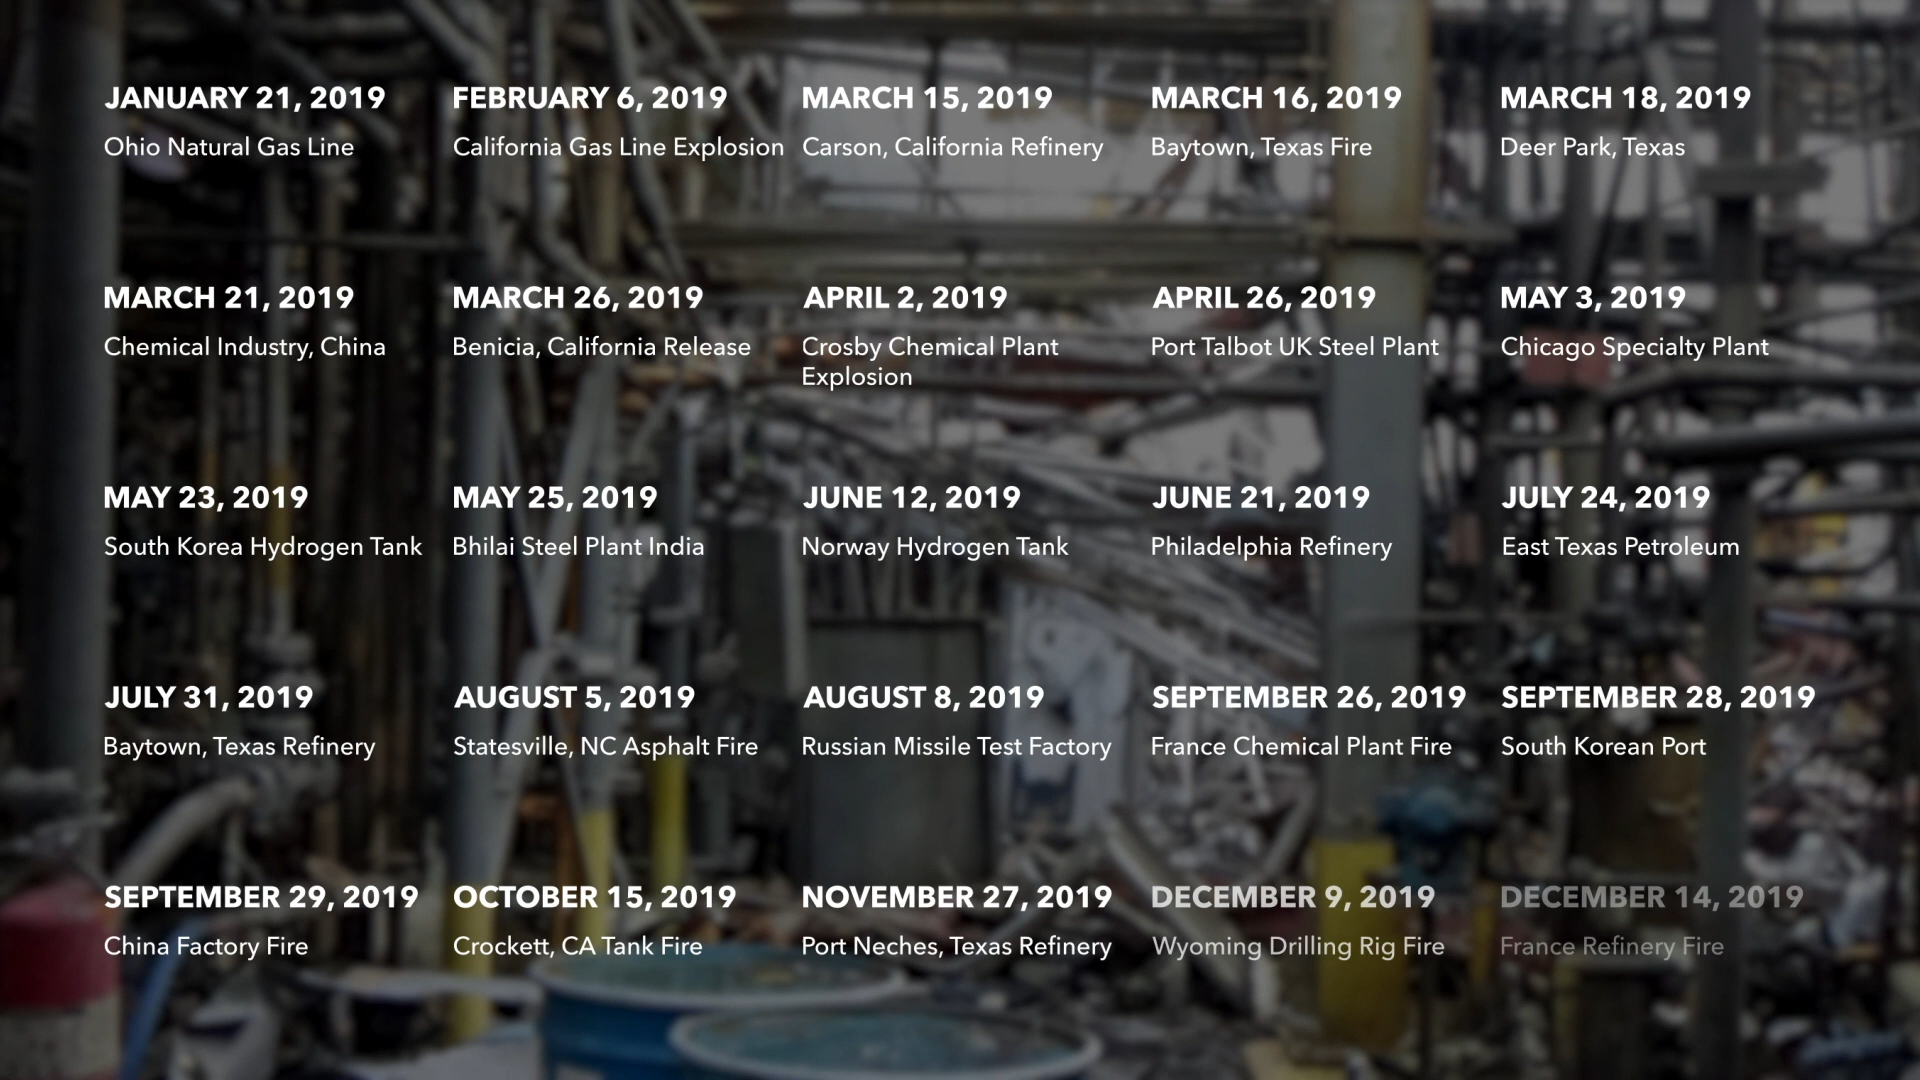 JANUARY 21, 2019
Ohio Natural Gas Line
FEBRUARY 6, 2019
California Gas Line Explosion
MARCH 15, 2019
Carson, California Refinery
MARCH 16, 2019
Baytown, Texas Fire
MARCH 18, 2019
Deer Park, Texas
MARCH 21, 2019
Chemical Industry, China
MARCH 26, 2019
Benicia, California Release
APRIL 2, 2019
Crosby Chemical Plant
Explosion
APRIL 26, 2019
Port Talbot UK Steel Plant
MAY 3, 2019
Chicago Specialty Plant
MAY 23, 2019
South Korea Hydrogen Tank
MAY 25, 2019
Bhilai Steel Plant India
JUNE 12, 2019
Norway Hydrogen Tank
JUNE 21, 2019
Philadelphia Refinery
JULY 24, 2019
East Texas Petroleum
JULY 31, 2019
Baytown, Texas Refinery
AUGUST 5, 2019
Statesville, NC Asphalt Fire
AUGUST 8, 2019
Russian Missile Test Factory
SEPTEMBER 26, 2019
France Chemical Plant Fire
SEPTEMBER 28, 2019
South Korean Port
SEPTEMBER 29, 2019
China Factory Fire
OCTOBER 15, 2019
Crockett, CA Tank Fire
NOVEMBER 27, 2019
Port Neches, Texas Refinery
DECEMBER 9, 2019
Wyoming Drilling Rig Fire
DECEMBER 14, 2019
France Refinery Fire